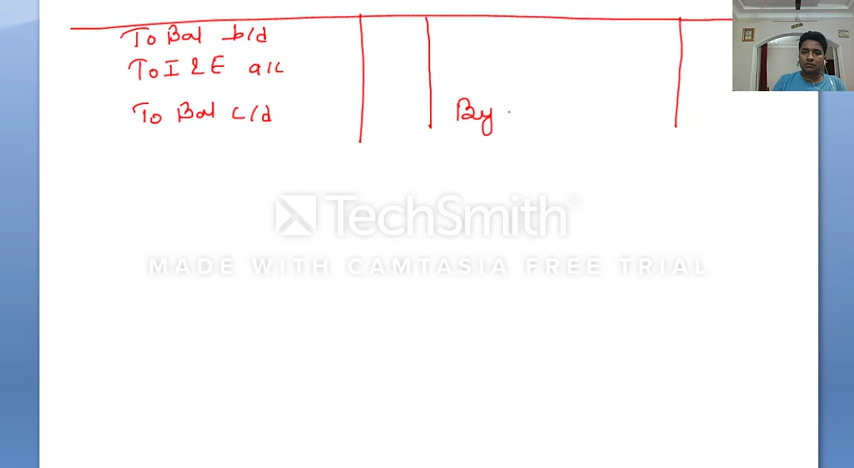 To Bal b/d
To I & E a/c
To Bal c/d
By
TechSmith
MADE WITH CAMTASIA FREE TRIAL